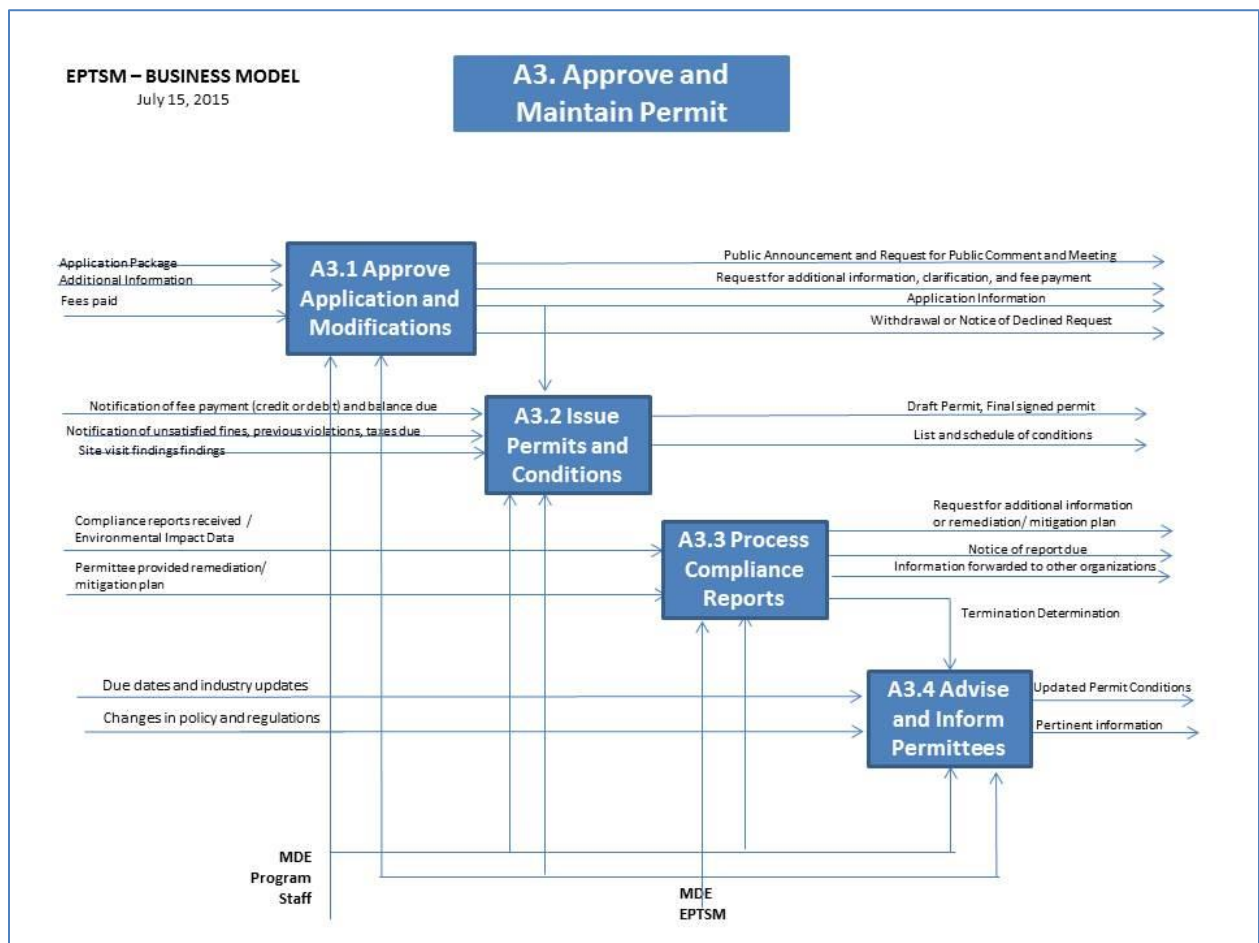 EPTSM – BUSINESS MODEL
July 15, 2015
A3. Approve and
Maintain Permit
Application Package
Additional Information
Fees paid
A3.1 Approve
Application and
Modifications
Public Announcement and Request for Public Comment and Meeting
Request for additional information, clarification, and fee payment
Application Information
Withdrawal or Notice of Declined Request
Notification of fee payment (credit or debit) and balance due
Notification of unsatisfied fines, previous violations, taxes due
Site visit findings findings
A3.2 Issue
Permits and
Conditions
Draft Permit, Final signed permit
List and schedule of conditions
Compliance reports received /
Environmental Impact Data
Permittee provided remediation/
mitigation plan
A3.3 Process
Compliance
Reports
Request for additional information
or remediation/ mitigation plan
Notice of report due
Information forwarded to other organizations
Termination Determination
Due dates and industry updates
Changes in policy and regulations
A3.4 Advise
and Inform
Permittees
Updated Permit Conditions
Pertinent information
MDE
Program
Staff
MDE
EPTSM